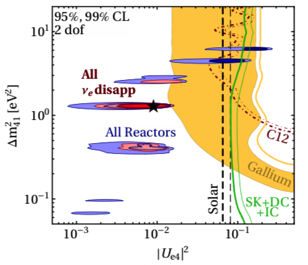 95%, 99% CL
2 dof
All
νe disapp
All Reactors
C12
Gallium
Solar
SK+DC
+IC
10¹
10⁰
10⁻¹
10⁻³
10⁻²
10⁻¹
10⁰
Δm²₄₁ [eV²]
|Ue4|²